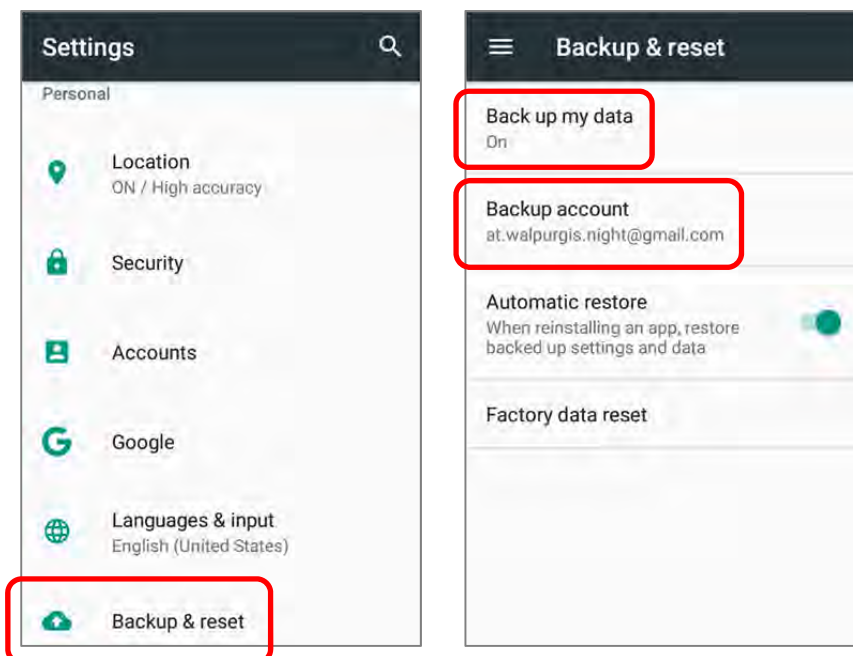 Settings
Personal
Location
ON / High accuracy
Security
Accounts
Google
Languages & input
English (United States)
Backup & reset
Backup & reset
Back up my data
On
Backup account
at.walpurgis.night@gmail.com
Automatic restore
When reinstalling an app, restore
backed up settings and data
Factory data reset